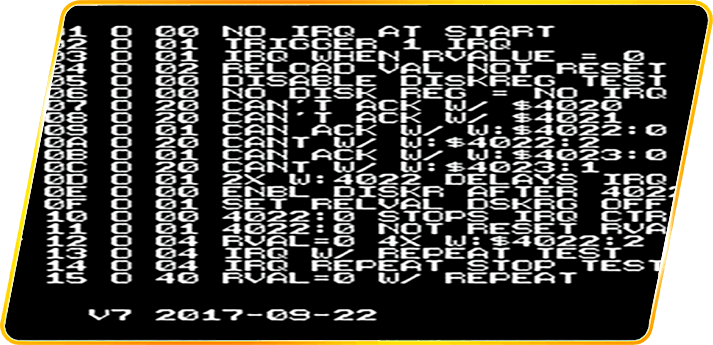 01 0 00 NO IRQ AT START
02 0 01 TRIGGER 1 IRQ
03 0 01 IRQ WHEN RVALUE = 0
04 0 02 RELOAD VAL NOT RESET
05 0 00 DISABLE DISKREG TEST
06 0 00 NO DISK REG = NO IRQ
07 0 20 CAN'T ACK W/ $4020
08 0 20 CAN'T ACK W/ $4021
09 0 01 CAN ACK W/ W:$4022:0
0A 0 20 CANT W/ W:$4022:2
0B 0 01 CAN ACK W/ W:$4023:0
0C 0 20 CANT W/ W:$4023:1
0D 0 01 2X W:4022 DELAYS IRQ
0E 0 00 ENBL DISKR AFTER 4022
0F 0 01 SET RELVAL DSKRG OFF
10 0 00 4022:0 STOPS IRQ CTR
11 0 01 4022:0 NOT RESET RVA
12 0 04 RVAL=0 4X W:$4022:2
13 0 04 IRQ W/ REPEAT TEST
14 0 04 IRQ REPEAT STOP TEST
15 0 40 RVAL=0 W/ REPEAT
V7 2017-09-22